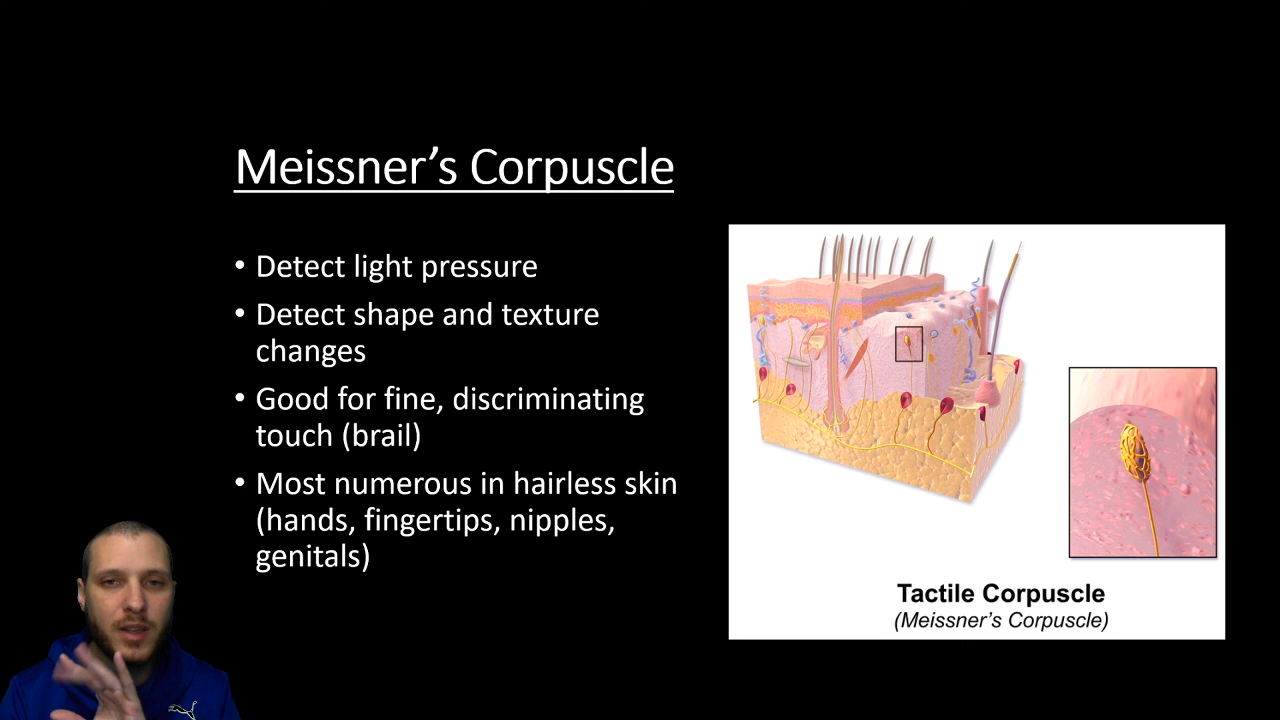 Meissner’s Corpuscle
• Detect light pressure
• Detect shape and texture
changes
• Good for fine, discriminating
touch (brail)
• Most numerous in hairless skin
(hands, fingertips, nipples,
genitals)
Tactile Corpuscle
(Meissner’s Corpuscle)